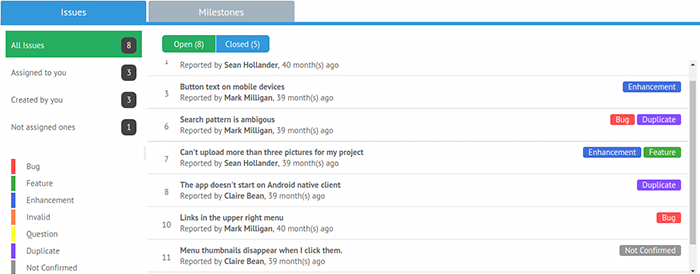 Issues
Milestones
All Issues 8
Assigned to you 3
Created by you 3
Not assigned ones 1
Bug
Feature
Enhancement
Invalid
Question
Duplicate
Not Confirmed
Open (8) Closed (5)
Reported by Sean Hollander, 40 month(s) ago
3 Button text on mobile devices Enhancement
Reported by Mark Milligan, 39 month(s) ago
6 Search pattern is ambigous Bug Duplicate
Reported by Mark Milligan, 39 month(s) ago
7 Can't upload more than three pictures for my project Enhancement Feature
Reported by Sean Hollander, 39 month(s) ago
8 The app doesn't start on Android native client Duplicate
Reported by Claire Bean, 39 month(s) ago
10 Links in the upper right menu Bug
Reported by Mark Milligan, 40 month(s) ago
11 Menu thumbnails disappear when I click them. Not Confirmed
Reported by Claire Bean, 39 month(s) ago